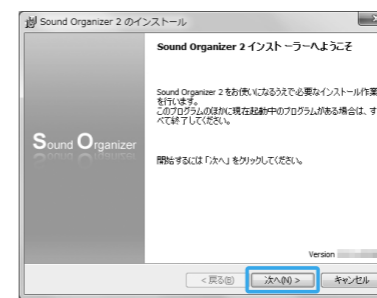 Sound Organizer 2 のインストール
Sound Organizer 2 インストーラーへようこそ
Sound Organizer 2 をお使いになるうえで必要なインストール作業
を行います。
このプログラムのほかに現在起動中のプログラムがある場合は、す
べて終了してください。
Sound Organizer
開始するには「次へ」をクリックしてください。
Version
< 戻る(B)
次へ(N) >
キャンセル